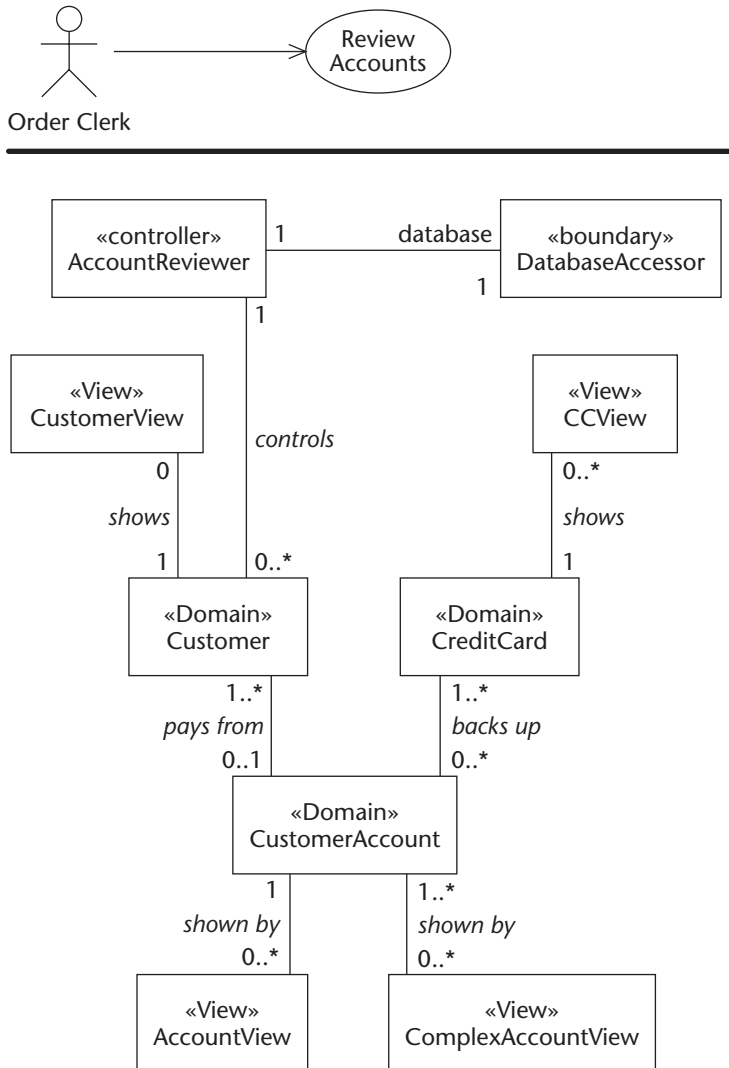 Review
Accounts
Order Clerk
«controller»
AccountReviewer
1
database
1
«boundary»
DatabaseAccessor
1
«View»
CustomerView
«View»
CCView
controls
0
shows
1
0..*
0..*
shows
1
«Domain»
Customer
«Domain»
CreditCard
1..*
pays from
0..1
1..*
backs up
0..*
«Domain»
CustomerAccount
1
shown by
0..*
1..*
shown by
0..*
«View»
AccountView
«View»
ComplexAccountView